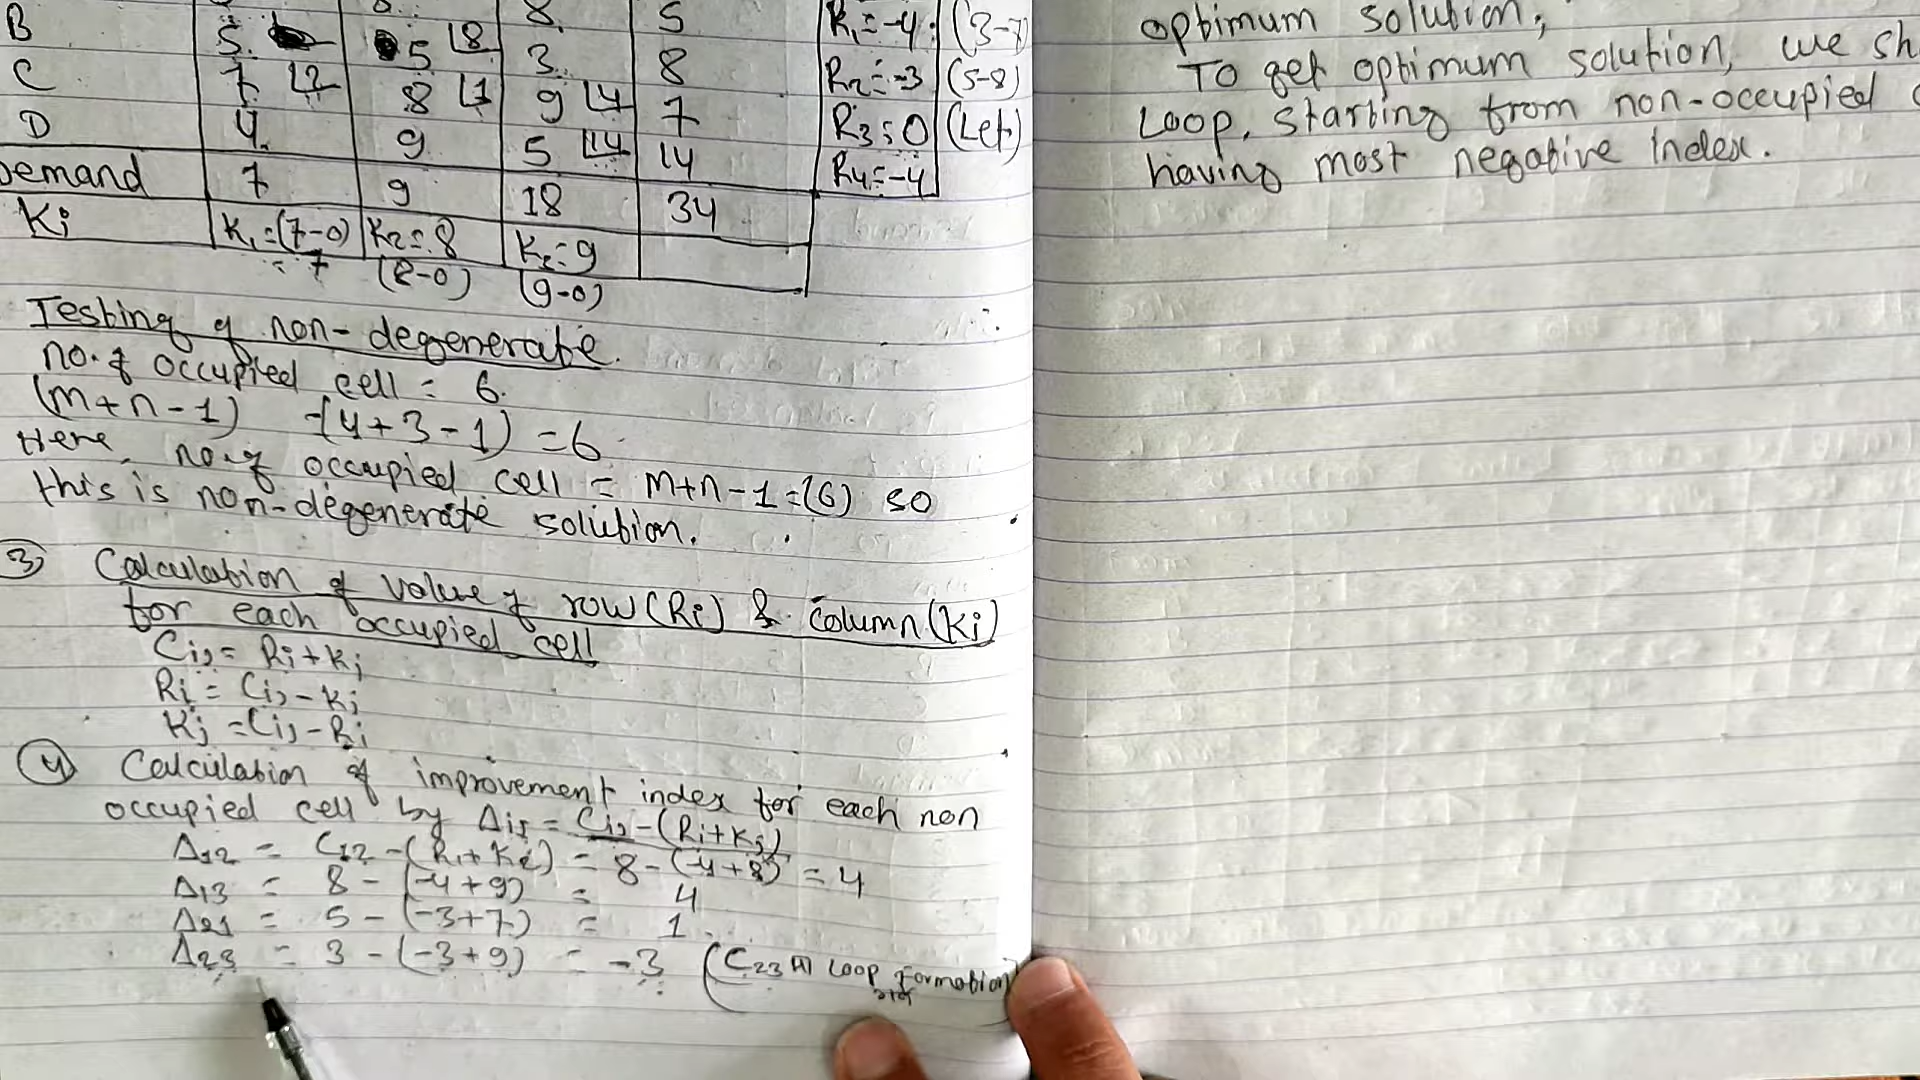 B 5 5 8 3 8 R₁=-4 (3-7)
C 7 2 8 1 9 4 7 R₂=-3 (5-8)
D 4 9 5 14 14 R₃=0 (Let)
Demand 7 9 18 34 R4=-4
Kj K₁=(7-0) K₂=8 K₂=9
=7 (8-0) (9-0)
Testing of non-degenerate.
no. of occupied cell = 6.
(m+n-1) -(4+3-1) =6
Here, no. of occupied cell = m+n-1=(6) so
this is non-degenerate solution.
3) Calculation of value of row(Ri) & column(Kj)
for each occupied cell
Cij = Ri+Kj
Ri = Cij-Kj
Kj = Cij-Ri
4 Calculation of improvement index for each non
occupied cell by Δij = Cij-(Ri+Kj)
Δ12 = C12-(R1+K2) = 8-(-4+8) = 4
Δ13 = 8-(-4+9) = 4
Δ21 = 5-(-3+7) = 1
Δ23 = 3-(-3+9) = -3 (C23 Loop Formation
optimum solution,
To get optimum solution, we sh
Loop, starting from non-occupied
having most negative index.